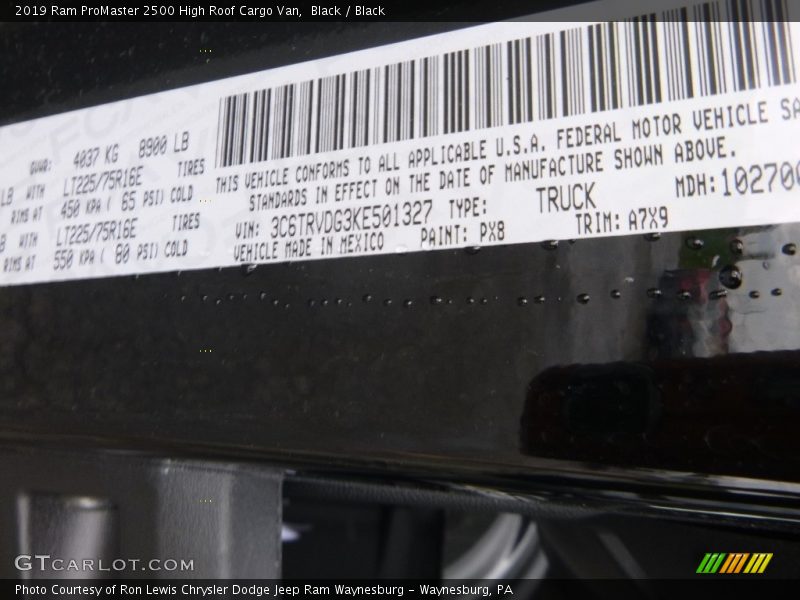 2019 Ram ProMaster 2500 High Roof Cargo Van, Black / Black
GVWR: 4037 KG 8900 LB
LB WITH LT225/75R16E TIRES
RIMS AT 450 KPA ( 65 PSI) COLD
B WITH LT225/75R16E TIRES
RIMS AT 550 KPA ( 80 PSI) COLD
THIS VEHICLE CONFORMS TO ALL APPLICABLE U.S.A. FEDERAL MOTOR VEHICLE SA
STANDARDS IN EFFECT ON THE DATE OF MANUFACTURE SHOWN ABOVE.
VIN: 3C6TRVDG3KE501327 TYPE: TRUCK MDH: 102700
VEHICLE MADE IN MEXICO PAINT: PX8 TRIM: A7X9
GTCARLOT.COM
Photo Courtesy of Ron Lewis Chrysler Dodge Jeep Ram Waynesburg - Waynesburg, PA